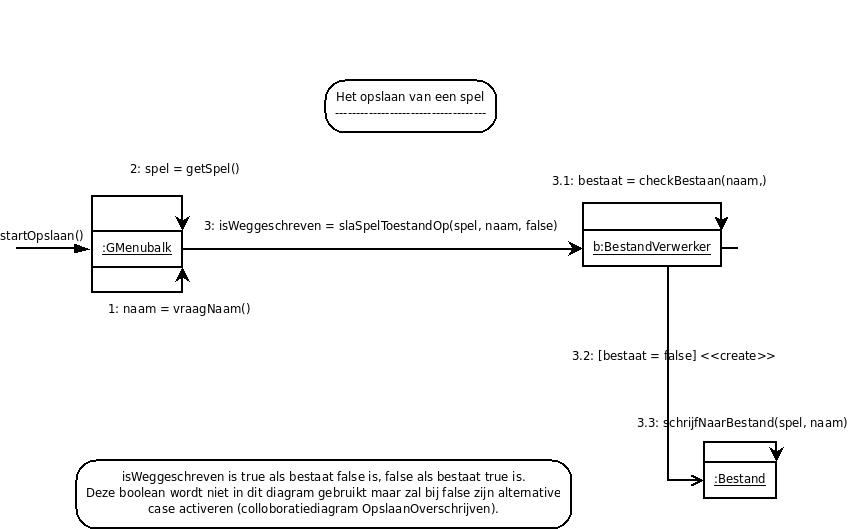 Het opslaan van een spel
------------------------------------
2: spel = getSpel()
3.1: bestaat = checkBestaan(naam,)
startOpslaan()
3: isWeggeschreven = slaSpelToestandOp(spel, naam, false)
:GMenubalk
b:BestandVerwerker
1: naam = vraagNaam()
3.2: [bestaat = false] <<create>>
3.3: schrijfNaarBestand(spel, naam)
:Bestand
isWeggeschreven is true als bestaat false is, false als bestaat true is.
Deze boolean wordt niet in dit diagram gebruikt maar zal bij false zijn alternative
case activeren (colloboratiediagram OpslaanOverschrijven).